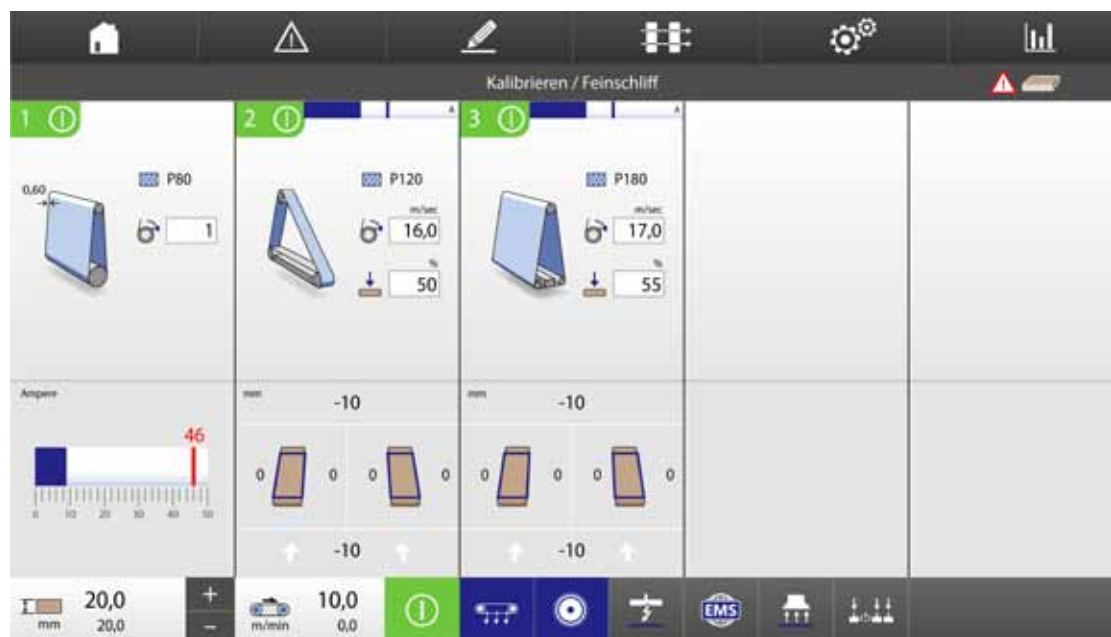 Kalibrieren / Feinschliff
1
2
A
3
A
0,60
P80
1
P120
m/sec
16,0
%
50
P180
m/sec
17,0
%
55
Ampere
46
0 10 20 30 40 50
mm
-10
0 0 0 0
-10
mm
-10
0 0 0 0
-10
20,0
mm 20,0
+
−
10,0
m/min 0,0
EMS